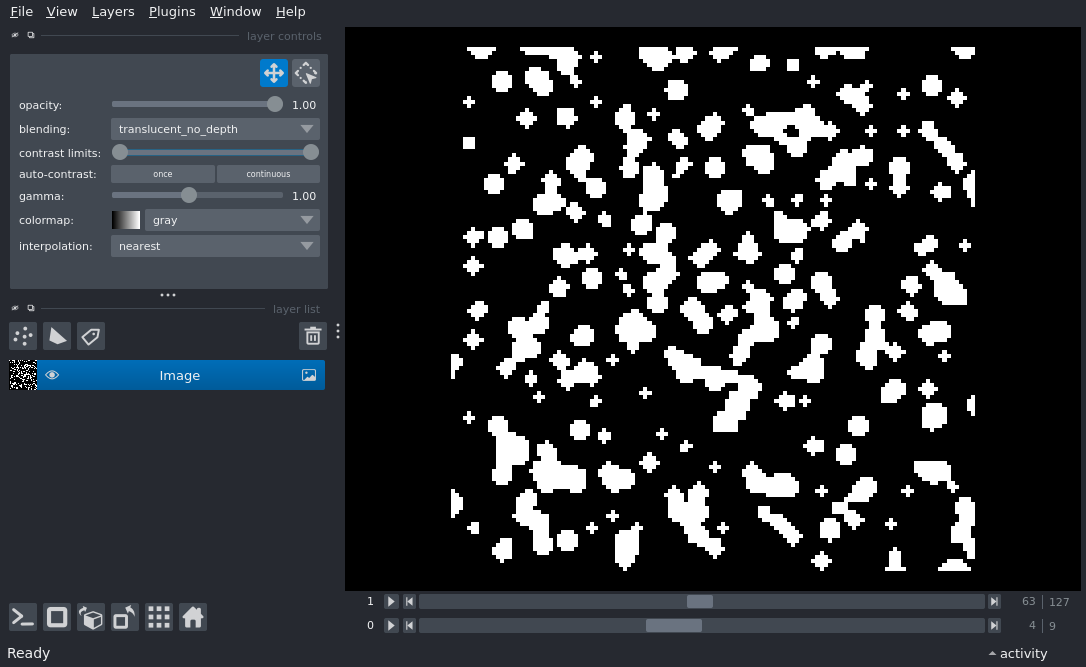 File View Layers Plugins Window Help
layer controls
opacity: 1.00
blending: translucent_no_depth
contrast limits:
auto-contrast: once continuous
gamma: 1.00
colormap: gray
interpolation: nearest
layer list
Image
1 63 127
0 4 9
Ready activity